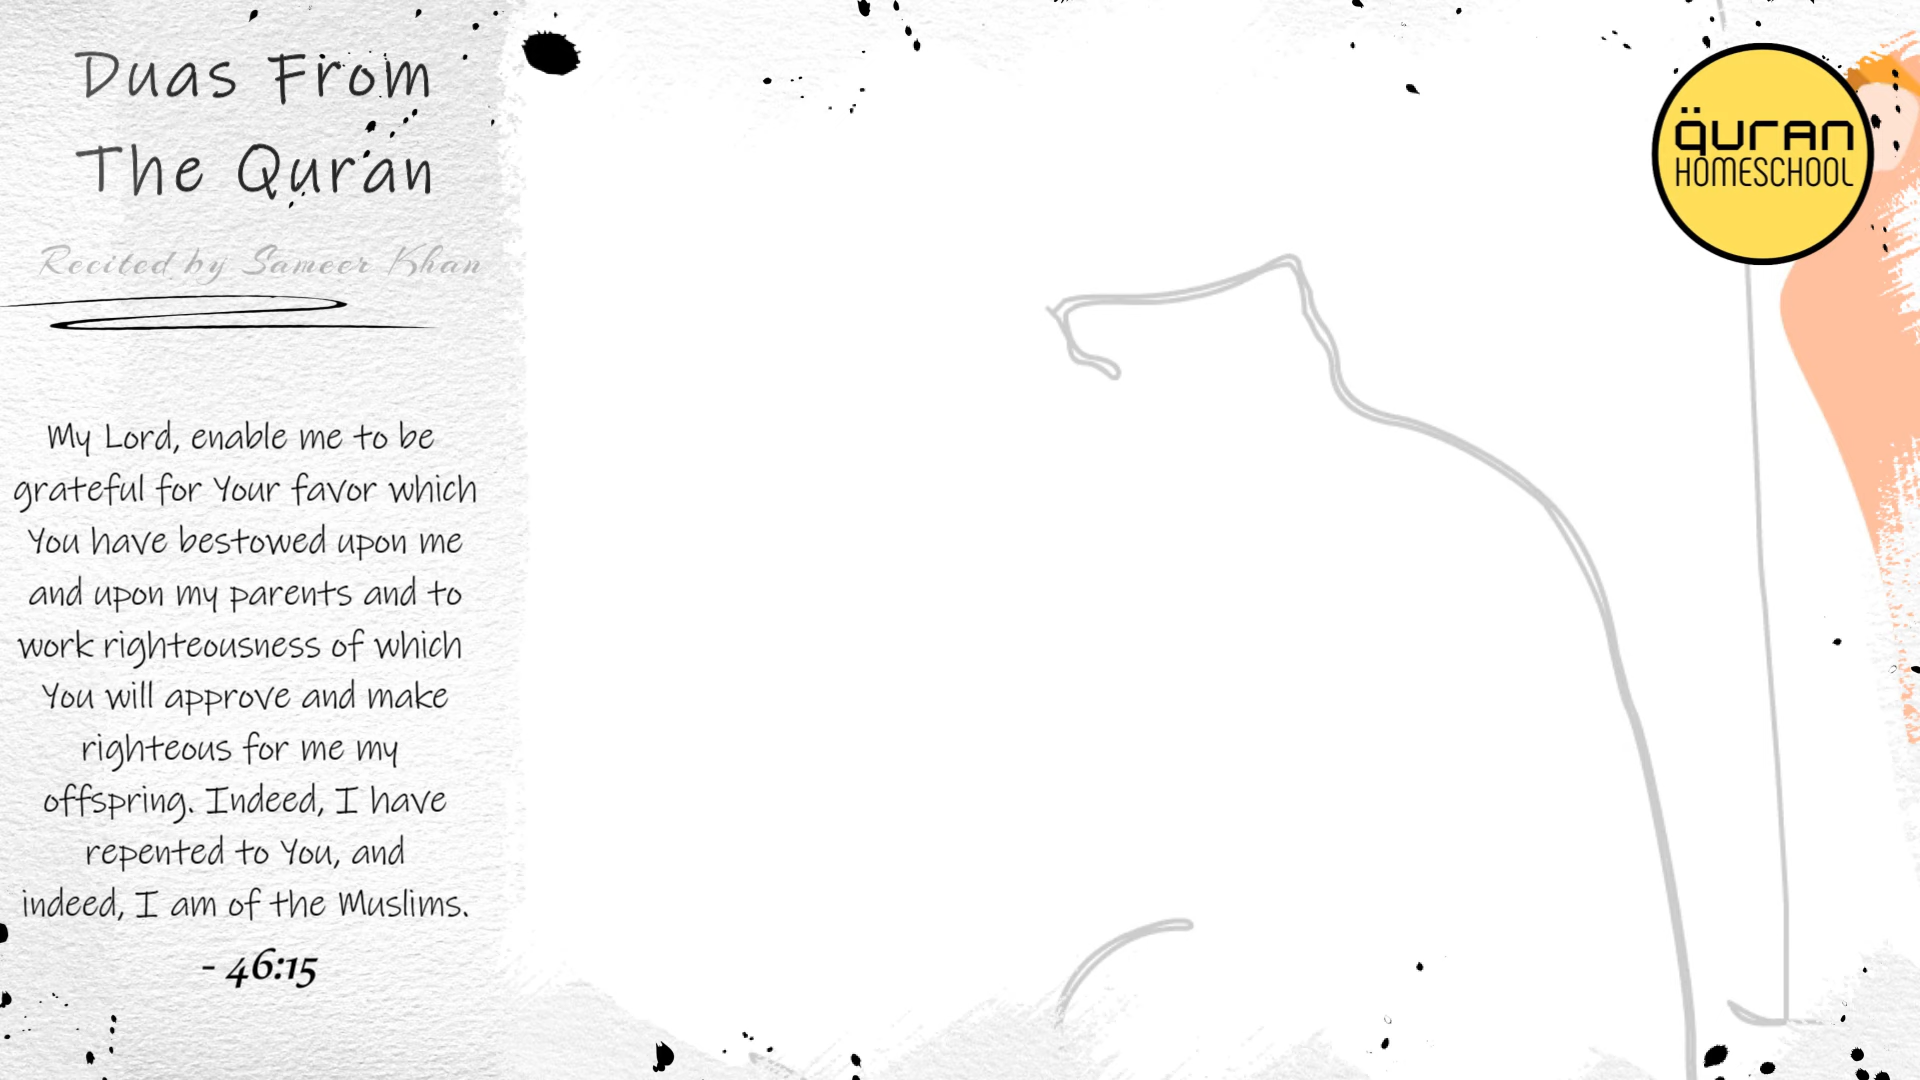 Duas From
The Quran
Recited by Sameer Khan
My Lord, enable me to be
grateful for Your favor which
You have bestowed upon me
and upon my parents and to
work righteousness of which
You will approve and make
righteous for me my
offspring. Indeed, I have
repented to You, and
indeed, I am of the Muslims.
- 46:15
QURAN
HOMESCHOOL